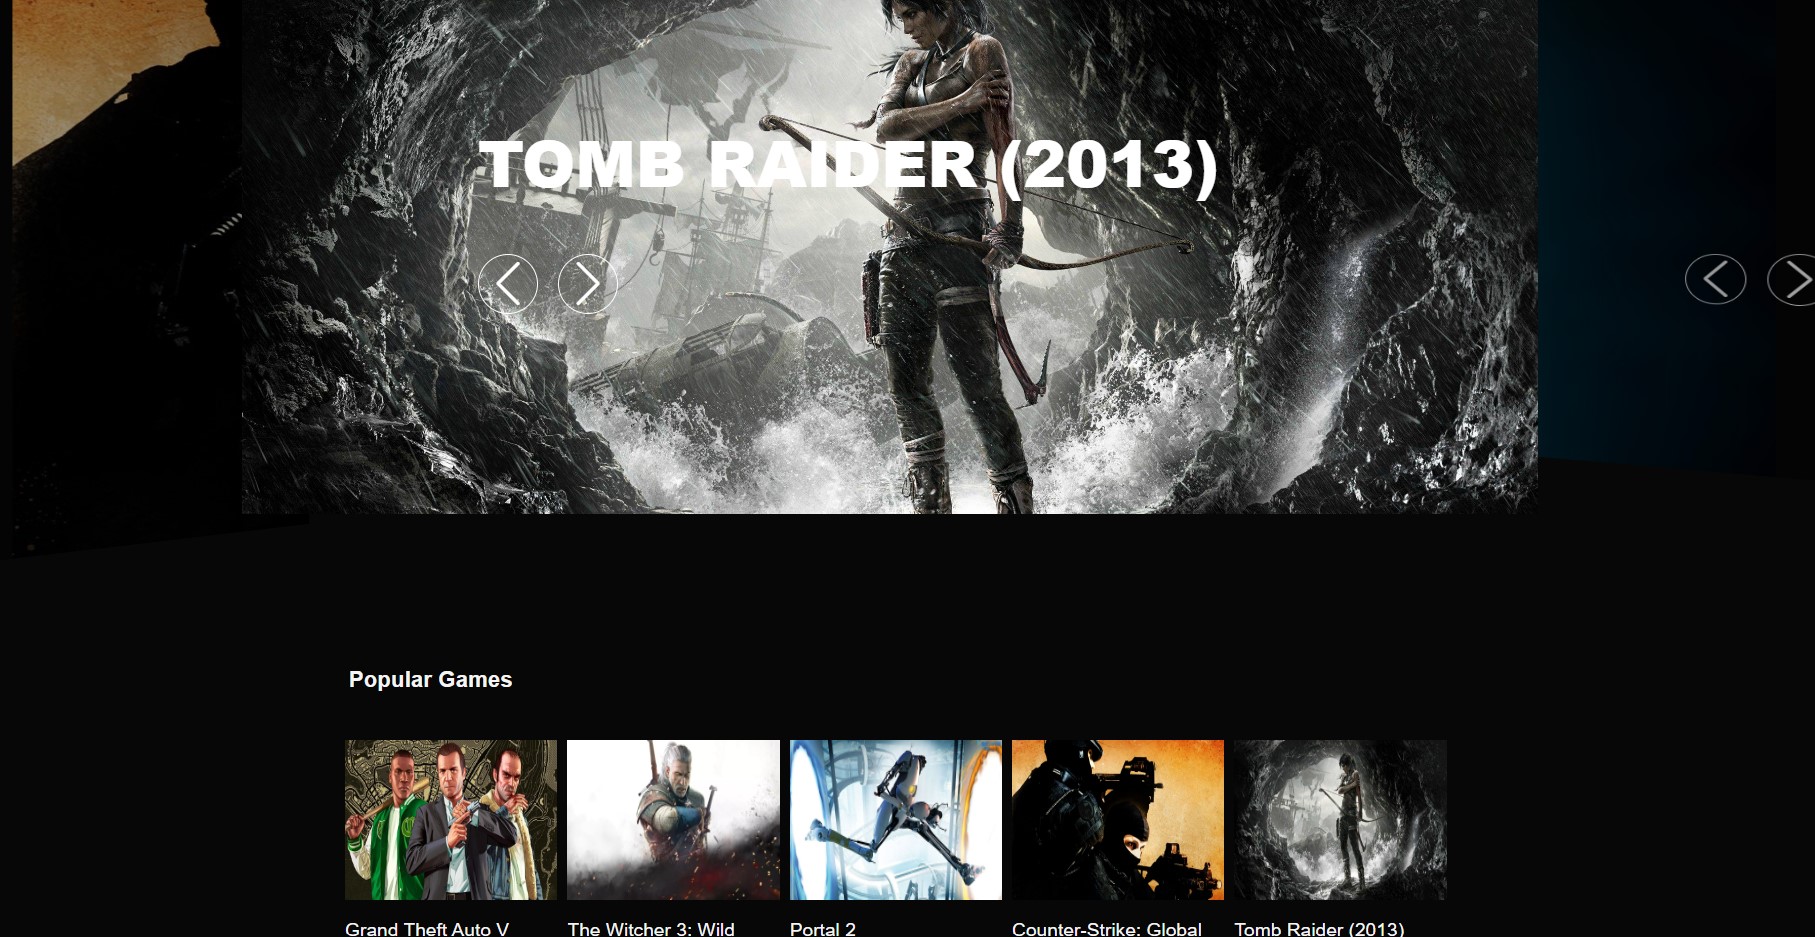 TOMB RAIDER (2013)
Popular Games
Grand Theft Auto V
The Witcher 3: Wild
Portal 2
Counter-Strike: Global
Tomb Raider (2013)